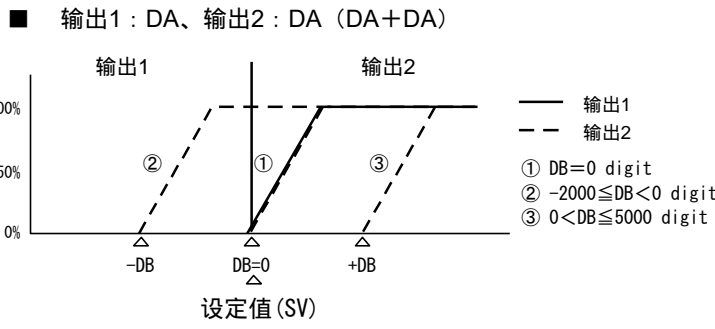 ■ 输出1：DA、输出2：DA（DA＋DA）
输出1
输出2
00%
50%
0%
②
①
③
-DB
DB=0
+DB
设定值(SV)
输出1
输出2
① DB＝0 digit
② -2000≦DB＜0 digit
③ 0＜DB≦5000 digit